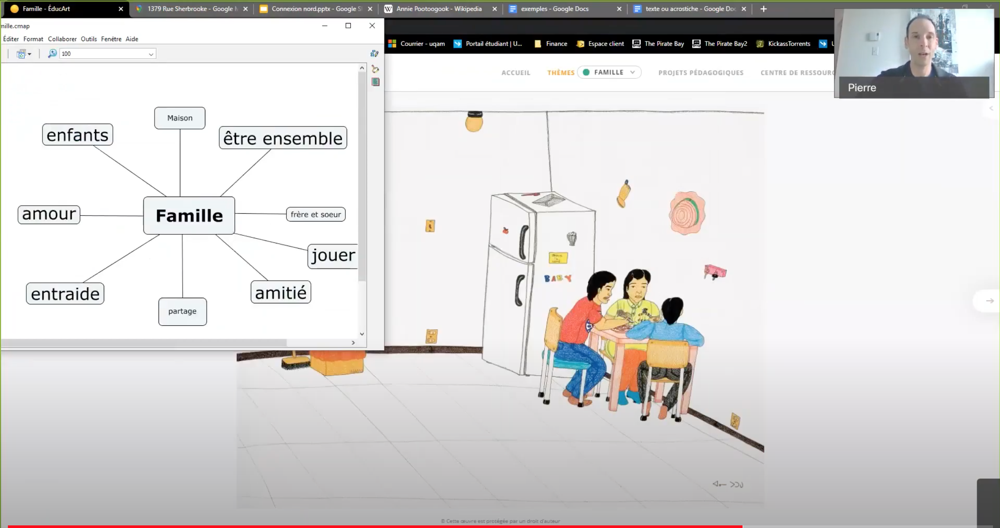 Famille - ÉducArt
1379 Rue Sherbrooke - Google M
Connexion nord.pptx - Google Sl
Annie Pootoogook - Wikipedia
exemples - Google Docs
texte ou acrostiche - Google Doc
mille.cmap
Éditer Format Collaborer Outils Fenêtre Aide
100
Courrier - uqam
Portail étudiant | U...
Finance
Espace client
The Pirate Bay
The Pirate Bay2
KickassTorrents
U
ACCUEIL THÈMES FAMILLE PROJETS PÉDAGOGIQUES CENTRE DE RESSOURC
Pierre
Maison
enfants
être ensemble
amour
Famille
frère et soeur
jouer
entraide
partage
amitié
BABY
ᐊᓂ ᐳᑐᒍ
© Cette œuvre est protégée par un droit d'auteur